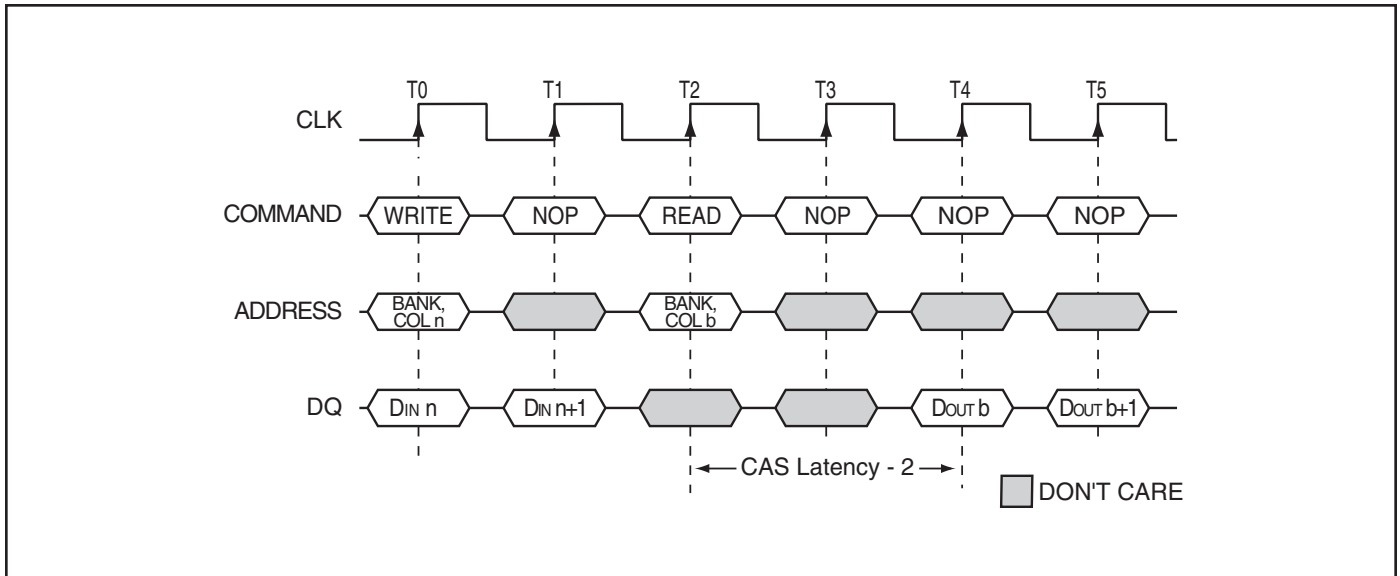 T0 T1 T2 T3 T4 T5
CLK
COMMAND WRITE NOP READ NOP NOP NOP
ADDRESS BANK, COL n BANK, COL b
DQ DIN n DIN n+1 DOUT b DOUT b+1
CAS Latency - 2
DON'T CARE